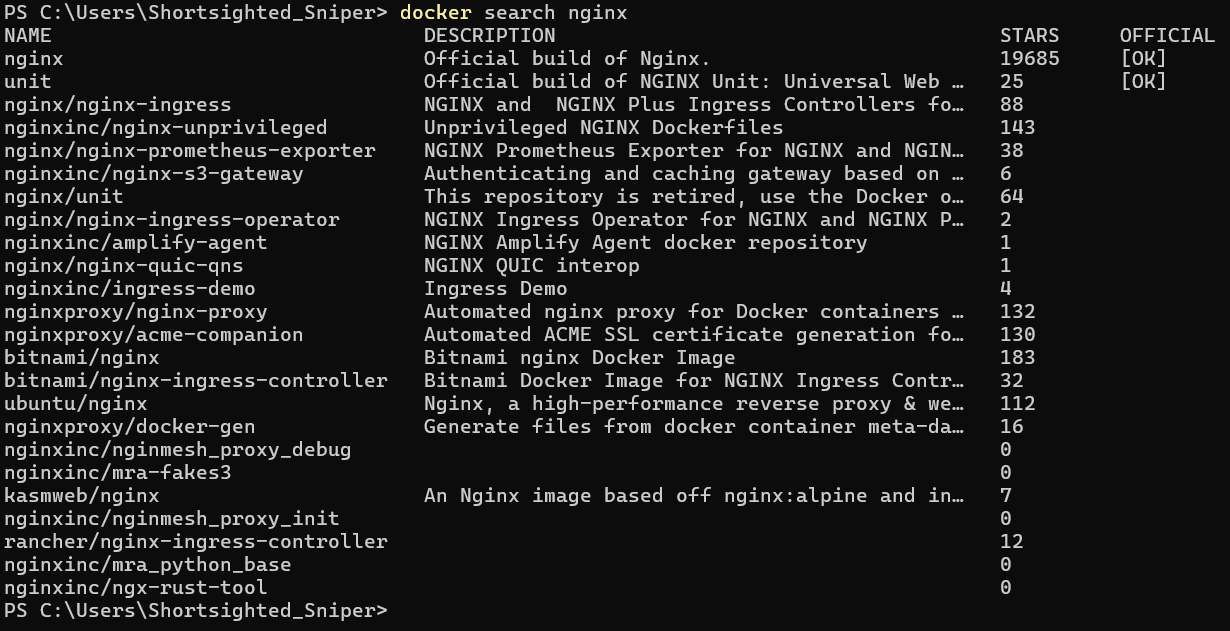 PS C:\Users\Shortsighted_Sniper> docker search nginx
NAME                               DESCRIPTION                                     STARS     OFFICIAL
nginx                              Official build of Nginx.                        19685     [OK]
unit                               Official build of NGINX Unit: Universal Web …   25        [OK]
nginx/nginx-ingress                NGINX and  NGINX Plus Ingress Controllers fo…   88
nginxinc/nginx-unprivileged        Unprivileged NGINX Dockerfiles                  143
nginx/nginx-prometheus-exporter    NGINX Prometheus Exporter for NGINX and NGIN…   38
nginxinc/nginx-s3-gateway          Authenticating and caching gateway based on …   6
nginx/unit                         This repository is retired, use the Docker o…   64
nginx/nginx-ingress-operator       NGINX Ingress Operator for NGINX and NGINX P…   2
nginxinc/amplify-agent             NGINX Amplify Agent docker repository           1
nginx/nginx-quic-qns               NGINX QUIC interop                              1
nginxinc/ingress-demo              Ingress Demo                                    4
nginxproxy/nginx-proxy             Automated nginx proxy for Docker containers …   132
nginxproxy/acme-companion          Automated ACME SSL certificate generation fo…   130
bitnami/nginx                      Bitnami nginx Docker Image                      183
bitnami/nginx-ingress-controller   Bitnami Docker Image for NGINX Ingress Contr…   32
ubuntu/nginx                       Nginx, a high-performance reverse proxy & we…   112
nginxproxy/docker-gen              Generate files from docker container meta-da…   16
nginxinc/nginmesh_proxy_debug                                                      0
nginxinc/mra-fakes3                                                                0
kasmweb/nginx                      An Nginx image based off nginx:alpine and in…   7
nginxinc/nginmesh_proxy_init                                                       0
rancher/nginx-ingress-controller                                                   12
nginxinc/mra_python_base                                                           0
nginxinc/ngx-rust-tool                                                             0
PS C:\Users\Shortsighted_Sniper>